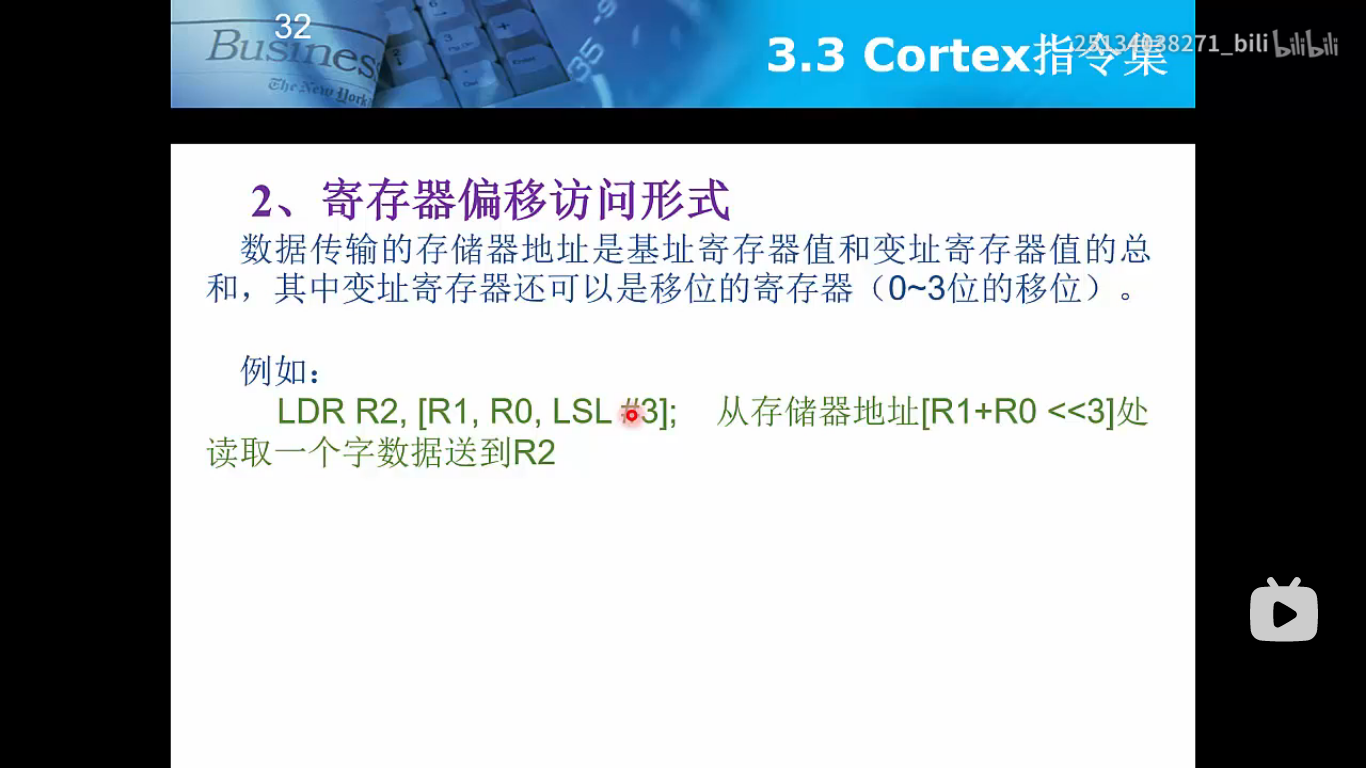 32
Business
The New York
3.3 Cortex指令集
25134038271_bili bilibili
2、寄存器偏移访问形式
数据传输的存储器地址是基址寄存器值和变址寄存器值的总
和，其中变址寄存器还可以是移位的寄存器（0~3位的移位）。
例如：
LDR R2, [R1, R0, LSL #3]; 从存储器地址[R1+R0 <<3]处
读取一个字数据送到R2